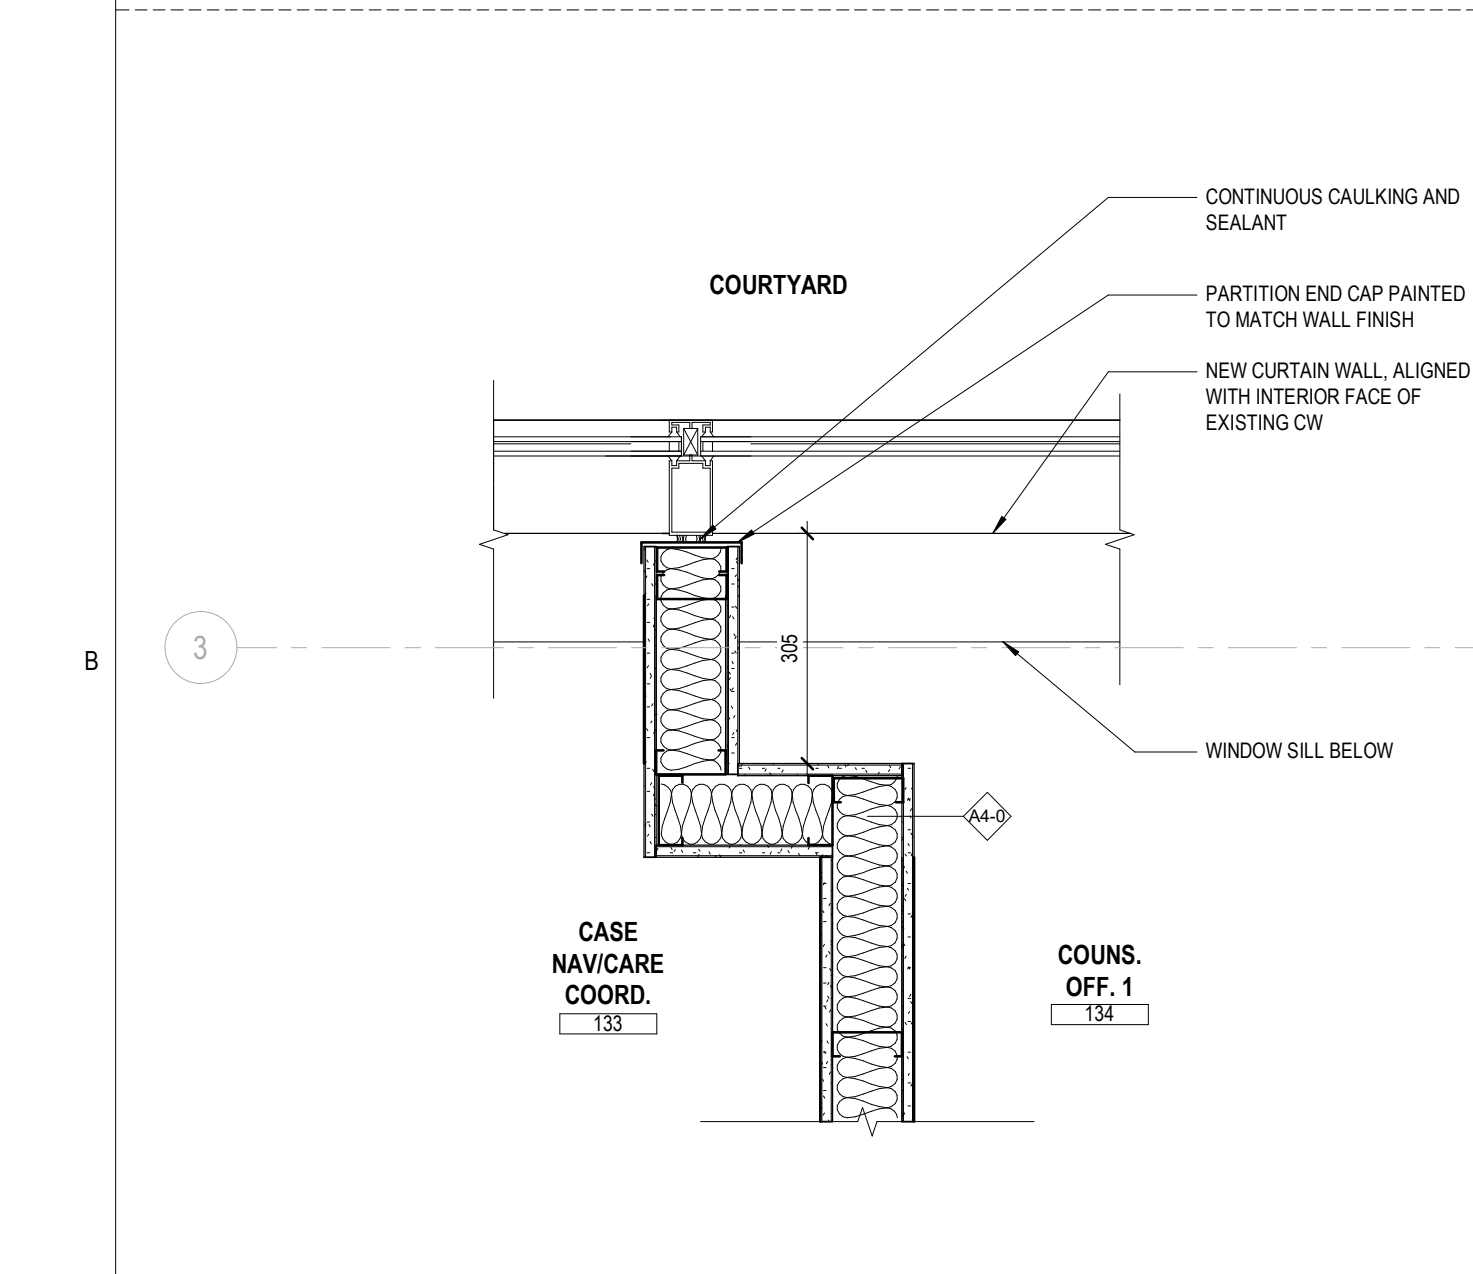 CONTINUOUS CAULKING AND
SEALANT
COURTYARD
PARTITION END CAP PAINTED
TO MATCH WALL FINISH
NEW CURTAIN WALL, ALIGNED
WITH INTERIOR FACE OF
EXISTING CW
305
3
B
WINDOW SILL BELOW
A4-0
CASE
NAV/CARE
COORD.
133
COUNS.
OFF. 1
134